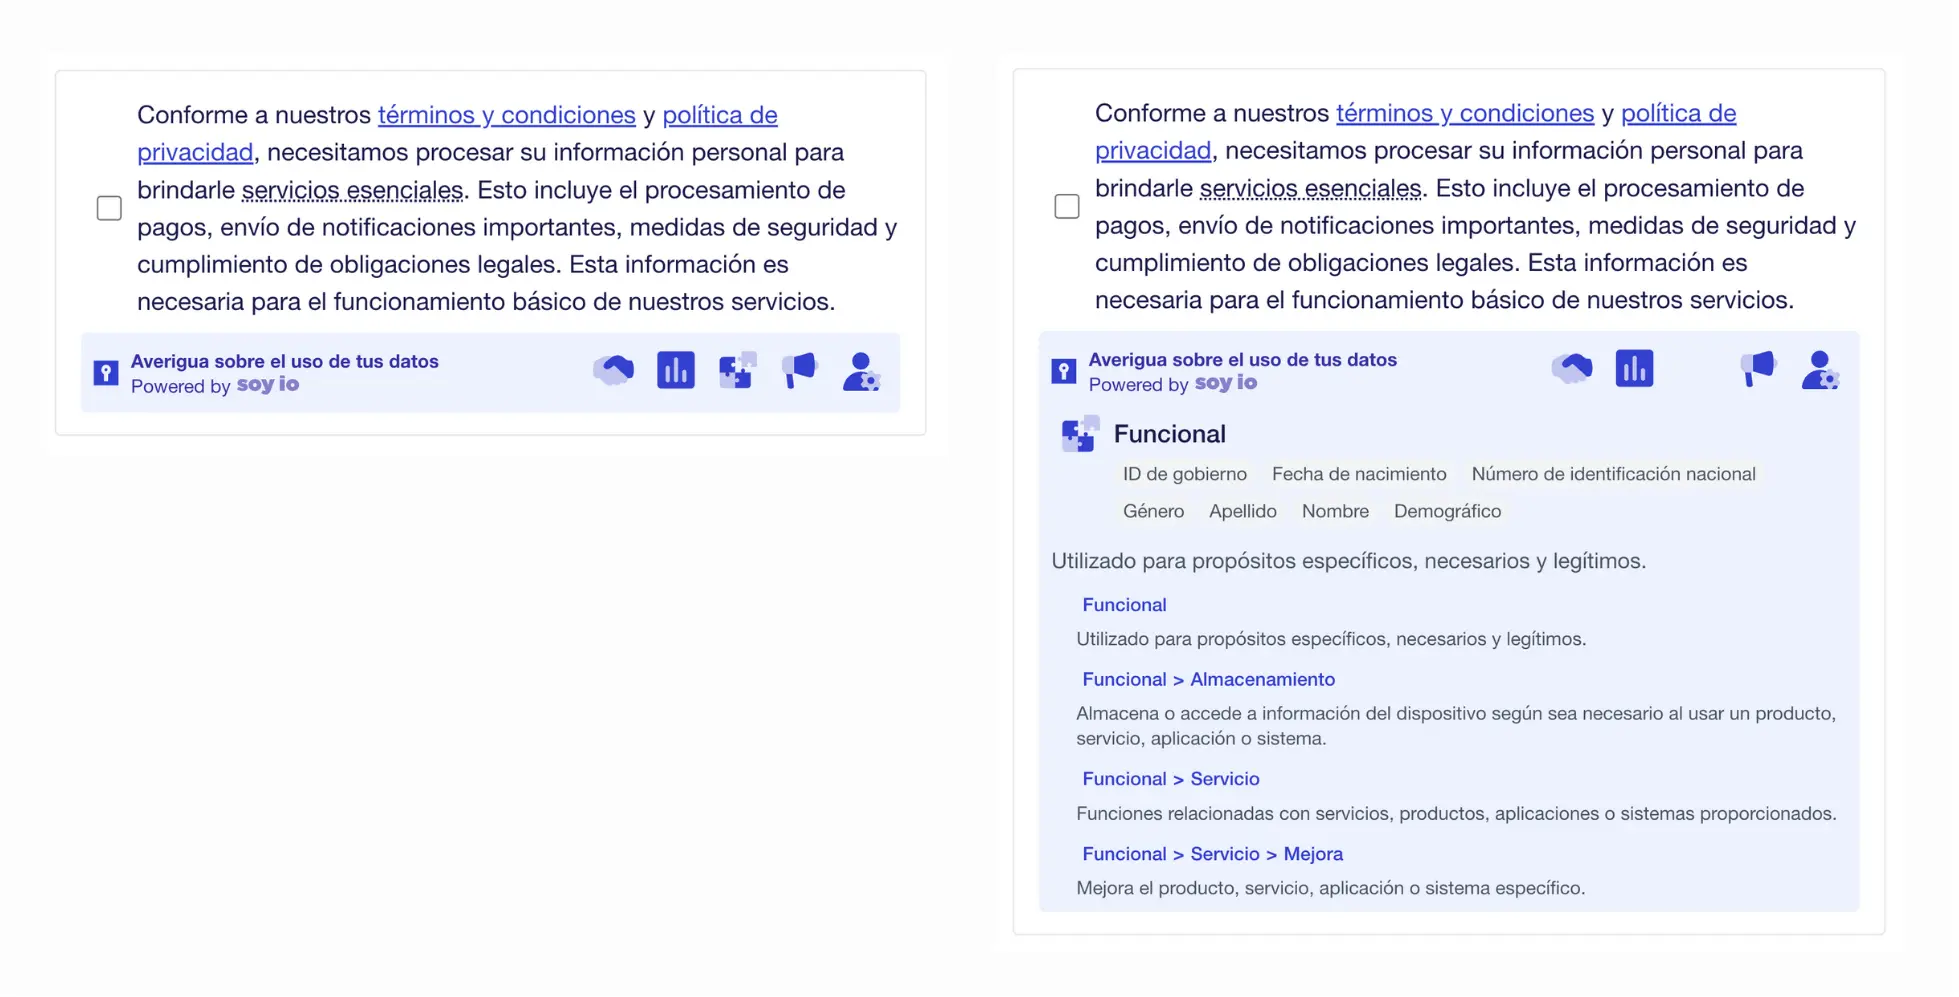 Conforme a nuestros términos y condiciones y política de
privacidad, necesitamos procesar su información personal para
brindarle servicios esenciales. Esto incluye el procesamiento de
pagos, envío de notificaciones importantes, medidas de seguridad y
cumplimiento de obligaciones legales. Esta información es
necesaria para el funcionamiento básico de nuestros servicios.
Averigua sobre el uso de tus datos
Powered by soyio
Conforme a nuestros términos y condiciones y política de
privacidad, necesitamos procesar su información personal para
brindarle servicios esenciales. Esto incluye el procesamiento de
pagos, envío de notificaciones importantes, medidas de seguridad y
cumplimiento de obligaciones legales. Esta información es
necesaria para el funcionamiento básico de nuestros servicios.
Averigua sobre el uso de tus datos
Powered by soyio
Funcional
ID de gobierno Fecha de nacimiento Número de identificación nacional
Género Apellido Nombre Demográfico
Utilizado para propósitos específicos, necesarios y legítimos.
Funcional
Utilizado para propósitos específicos, necesarios y legítimos.
Funcional > Almacenamiento
Almacena o accede a información del dispositivo según sea necesario al usar un producto,
servicio, aplicación o sistema.
Funcional > Servicio
Funciones relacionadas con servicios, productos, aplicaciones o sistemas proporcionados.
Funcional > Servicio > Mejora
Mejora el producto, servicio, aplicación o sistema específico.